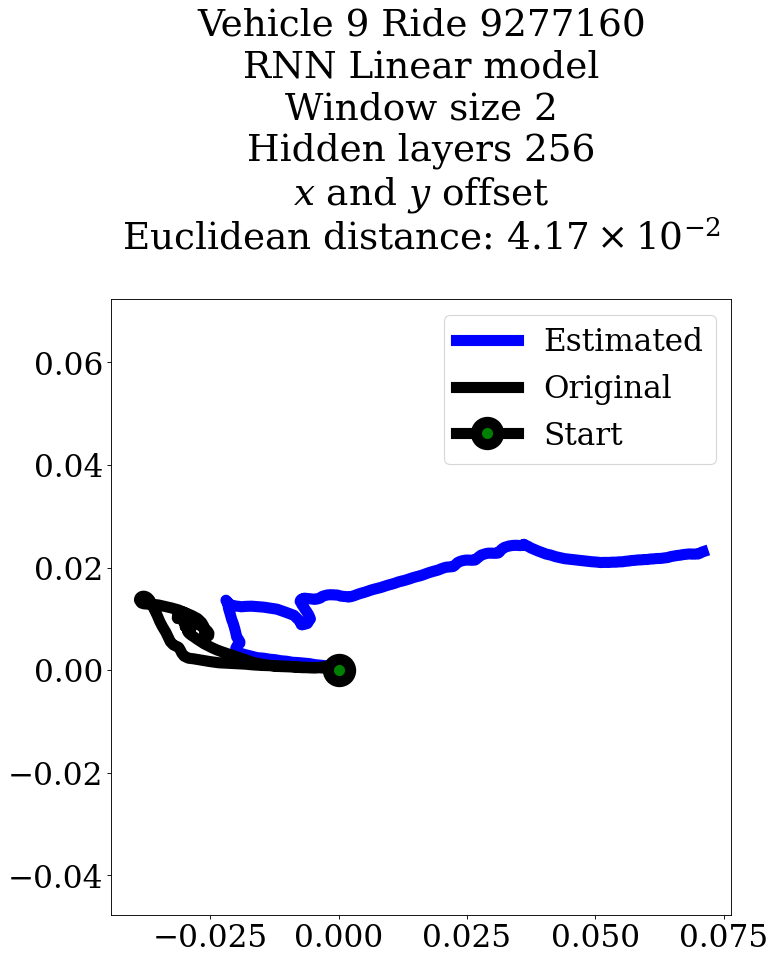 Vehicle 9 Ride 9277160
RNN Linear model
Window size 2
Hidden layers 256
x and y offset
Euclidean distance: 4.17 × 10⁻²
Estimated
Original
Start
0.06
0.04
0.02
0.00
−0.02
−0.04
−0.025 0.000 0.025 0.050 0.075